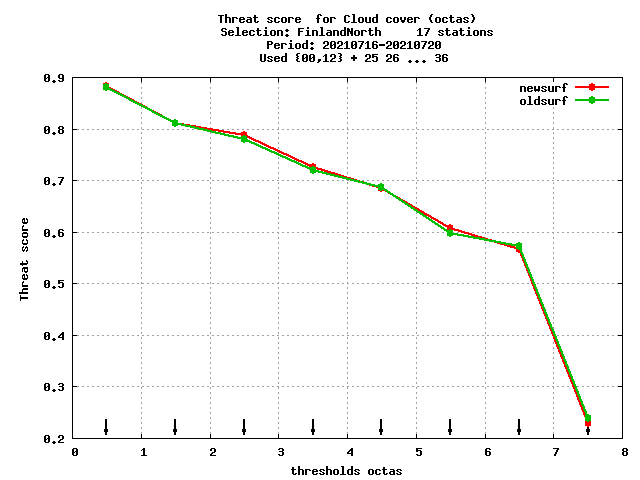 Threat score  for Cloud cover (octas)
Selection: FinlandNorth     17 stations
Period: 20210716-20210720
Used {00,12} + 25 26 ... 36
newsurf
oldsurf
0.9
0.8
0.7
0.6
0.5
0.4
0.3
0.2
Threat score
0 1 2 3 4 5 6 7 8
thresholds octas